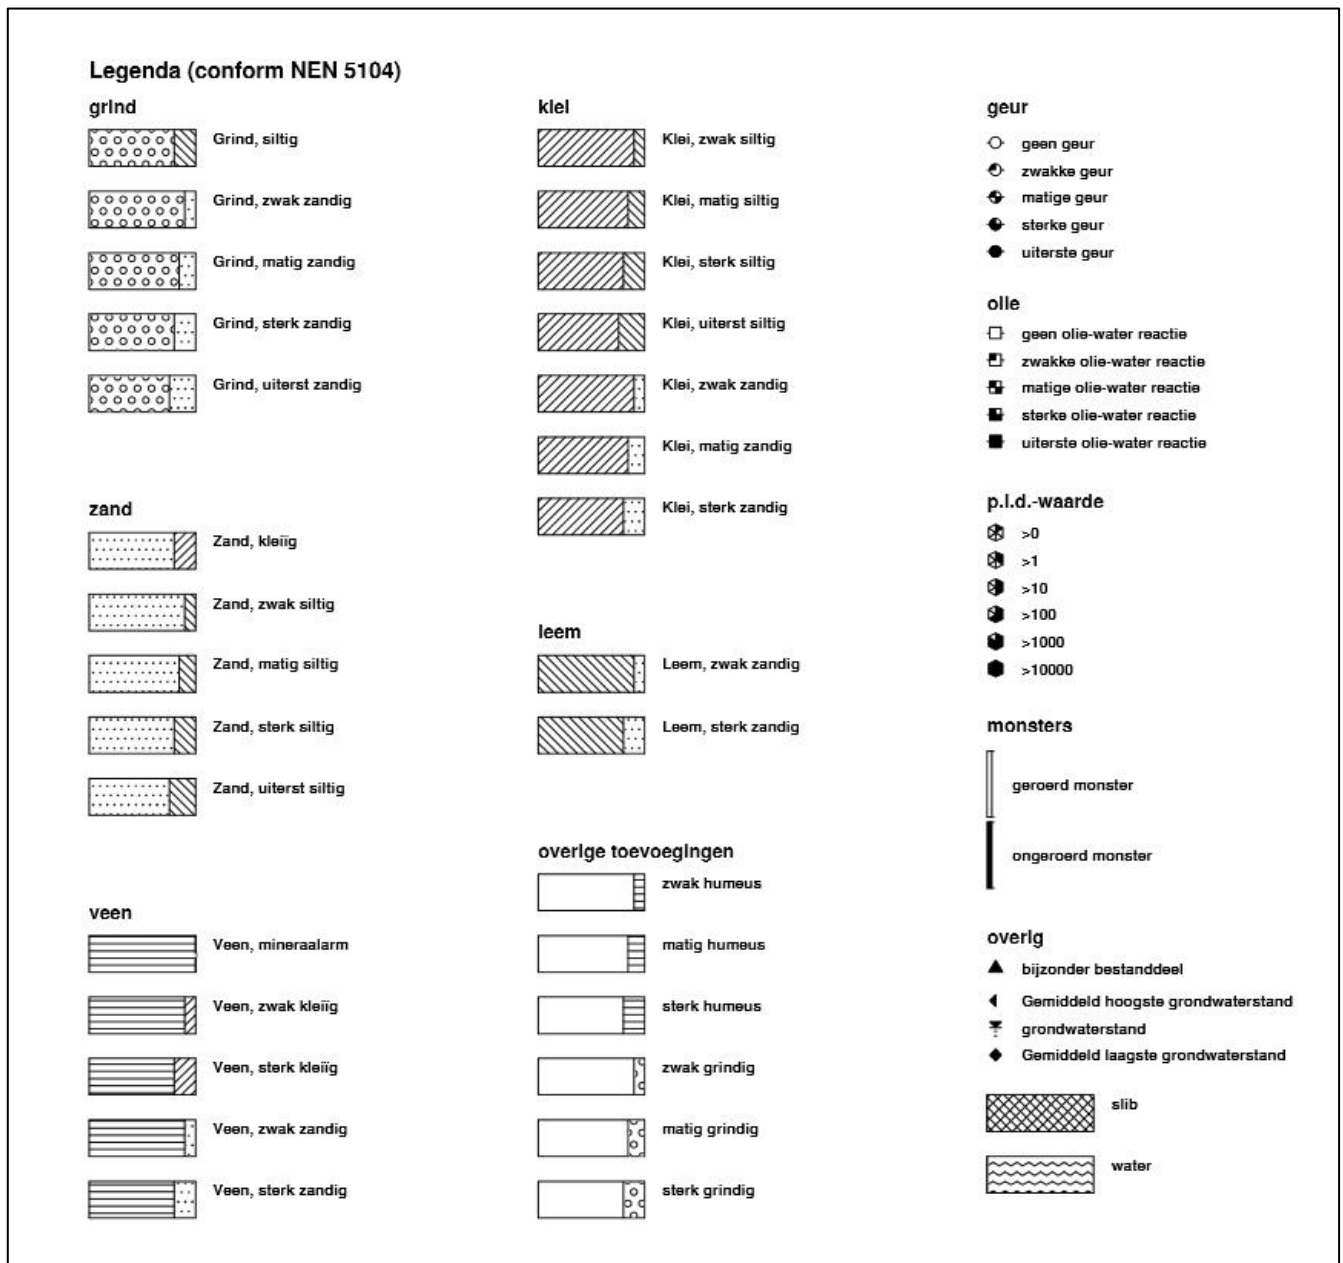 Legenda (conform NEN 5104)
grind
Grind, siltig
Grind, zwak zandig
Grind, matig zandig
Grind, sterk zandig
Grind, uiterst zandig
zand
Zand, kleiïg
Zand, zwak siltig
Zand, matig siltig
Zand, sterk siltig
Zand, uiterst siltig
veen
Veen, mineraalarm
Veen, zwak kleiïg
Veen, sterk kleiïg
Veen, zwak zandig
Veen, sterk zandig
klei
Klei, zwak siltig
Klei, matig siltig
Klei, sterk siltig
Klei, uiterst siltig
Klei, zwak zandig
Klei, matig zandig
Klei, sterk zandig
leem
Leem, zwak zandig
Leem, sterk zandig
overige toevoegingen
zwak humeus
matig humeus
sterk humeus
zwak grindig
matig grindig
sterk grindig
geur
geen geur
zwakke geur
matige geur
sterke geur
uiterste geur
olie
geen olie-water reactie
zwakke olie-water reactie
matige olie-water reactie
sterke olie-water reactie
uiterste olie-water reactie
p.i.d.-waarde
>0
>1
>10
>100
>1000
>10000
monsters
geroerd monster
ongeroerd monster
overig
bijzonder bestanddeel
Gemiddeld hoogste grondwaterstand
grondwaterstand
Gemiddeld laagste grondwaterstand
slib
water